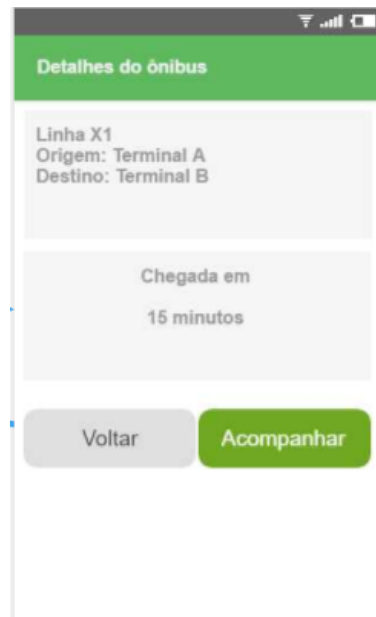 Detalhes do ônibus
Linha X1
Origem: Terminal A
Destino: Terminal B
Chegada em
15 minutos
Voltar
Acompanhar